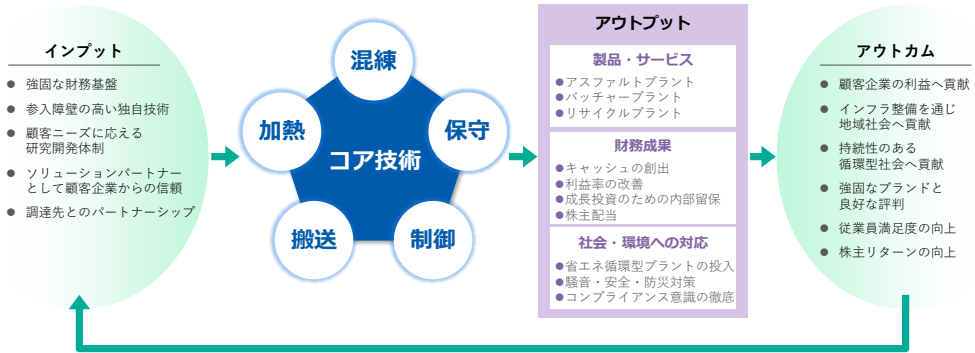 インプット
● 強固な財務基盤
● 参入障壁の高い独自技術
● 顧客ニーズに応える
研究開発体制
● ソリューションパートナー
として顧客企業からの信頼
● 調達先とのパートナーシップ
混練
加熱
保守
コア技術
搬送
制御
アウトプット
製品・サービス
●アスファルトプラント
●バッチャープラント
●リサイクルプラント
財務成果
●キャッシュの創出
●利益率の改善
●成長投資のための内部留保
●株主配当
社会・環境への対応
●省エネ循環型プラントの投入
●騒音・安全・防災対策
●コンプライアンス意識の徹底
アウトカム
● 顧客企業の利益へ貢献
● インフラ整備を通じ
地域社会へ貢献
● 持続性のある
循環型社会へ貢献
● 強固なブランドと
良好な評判
● 従業員満足度の向上
● 株主リターンの向上